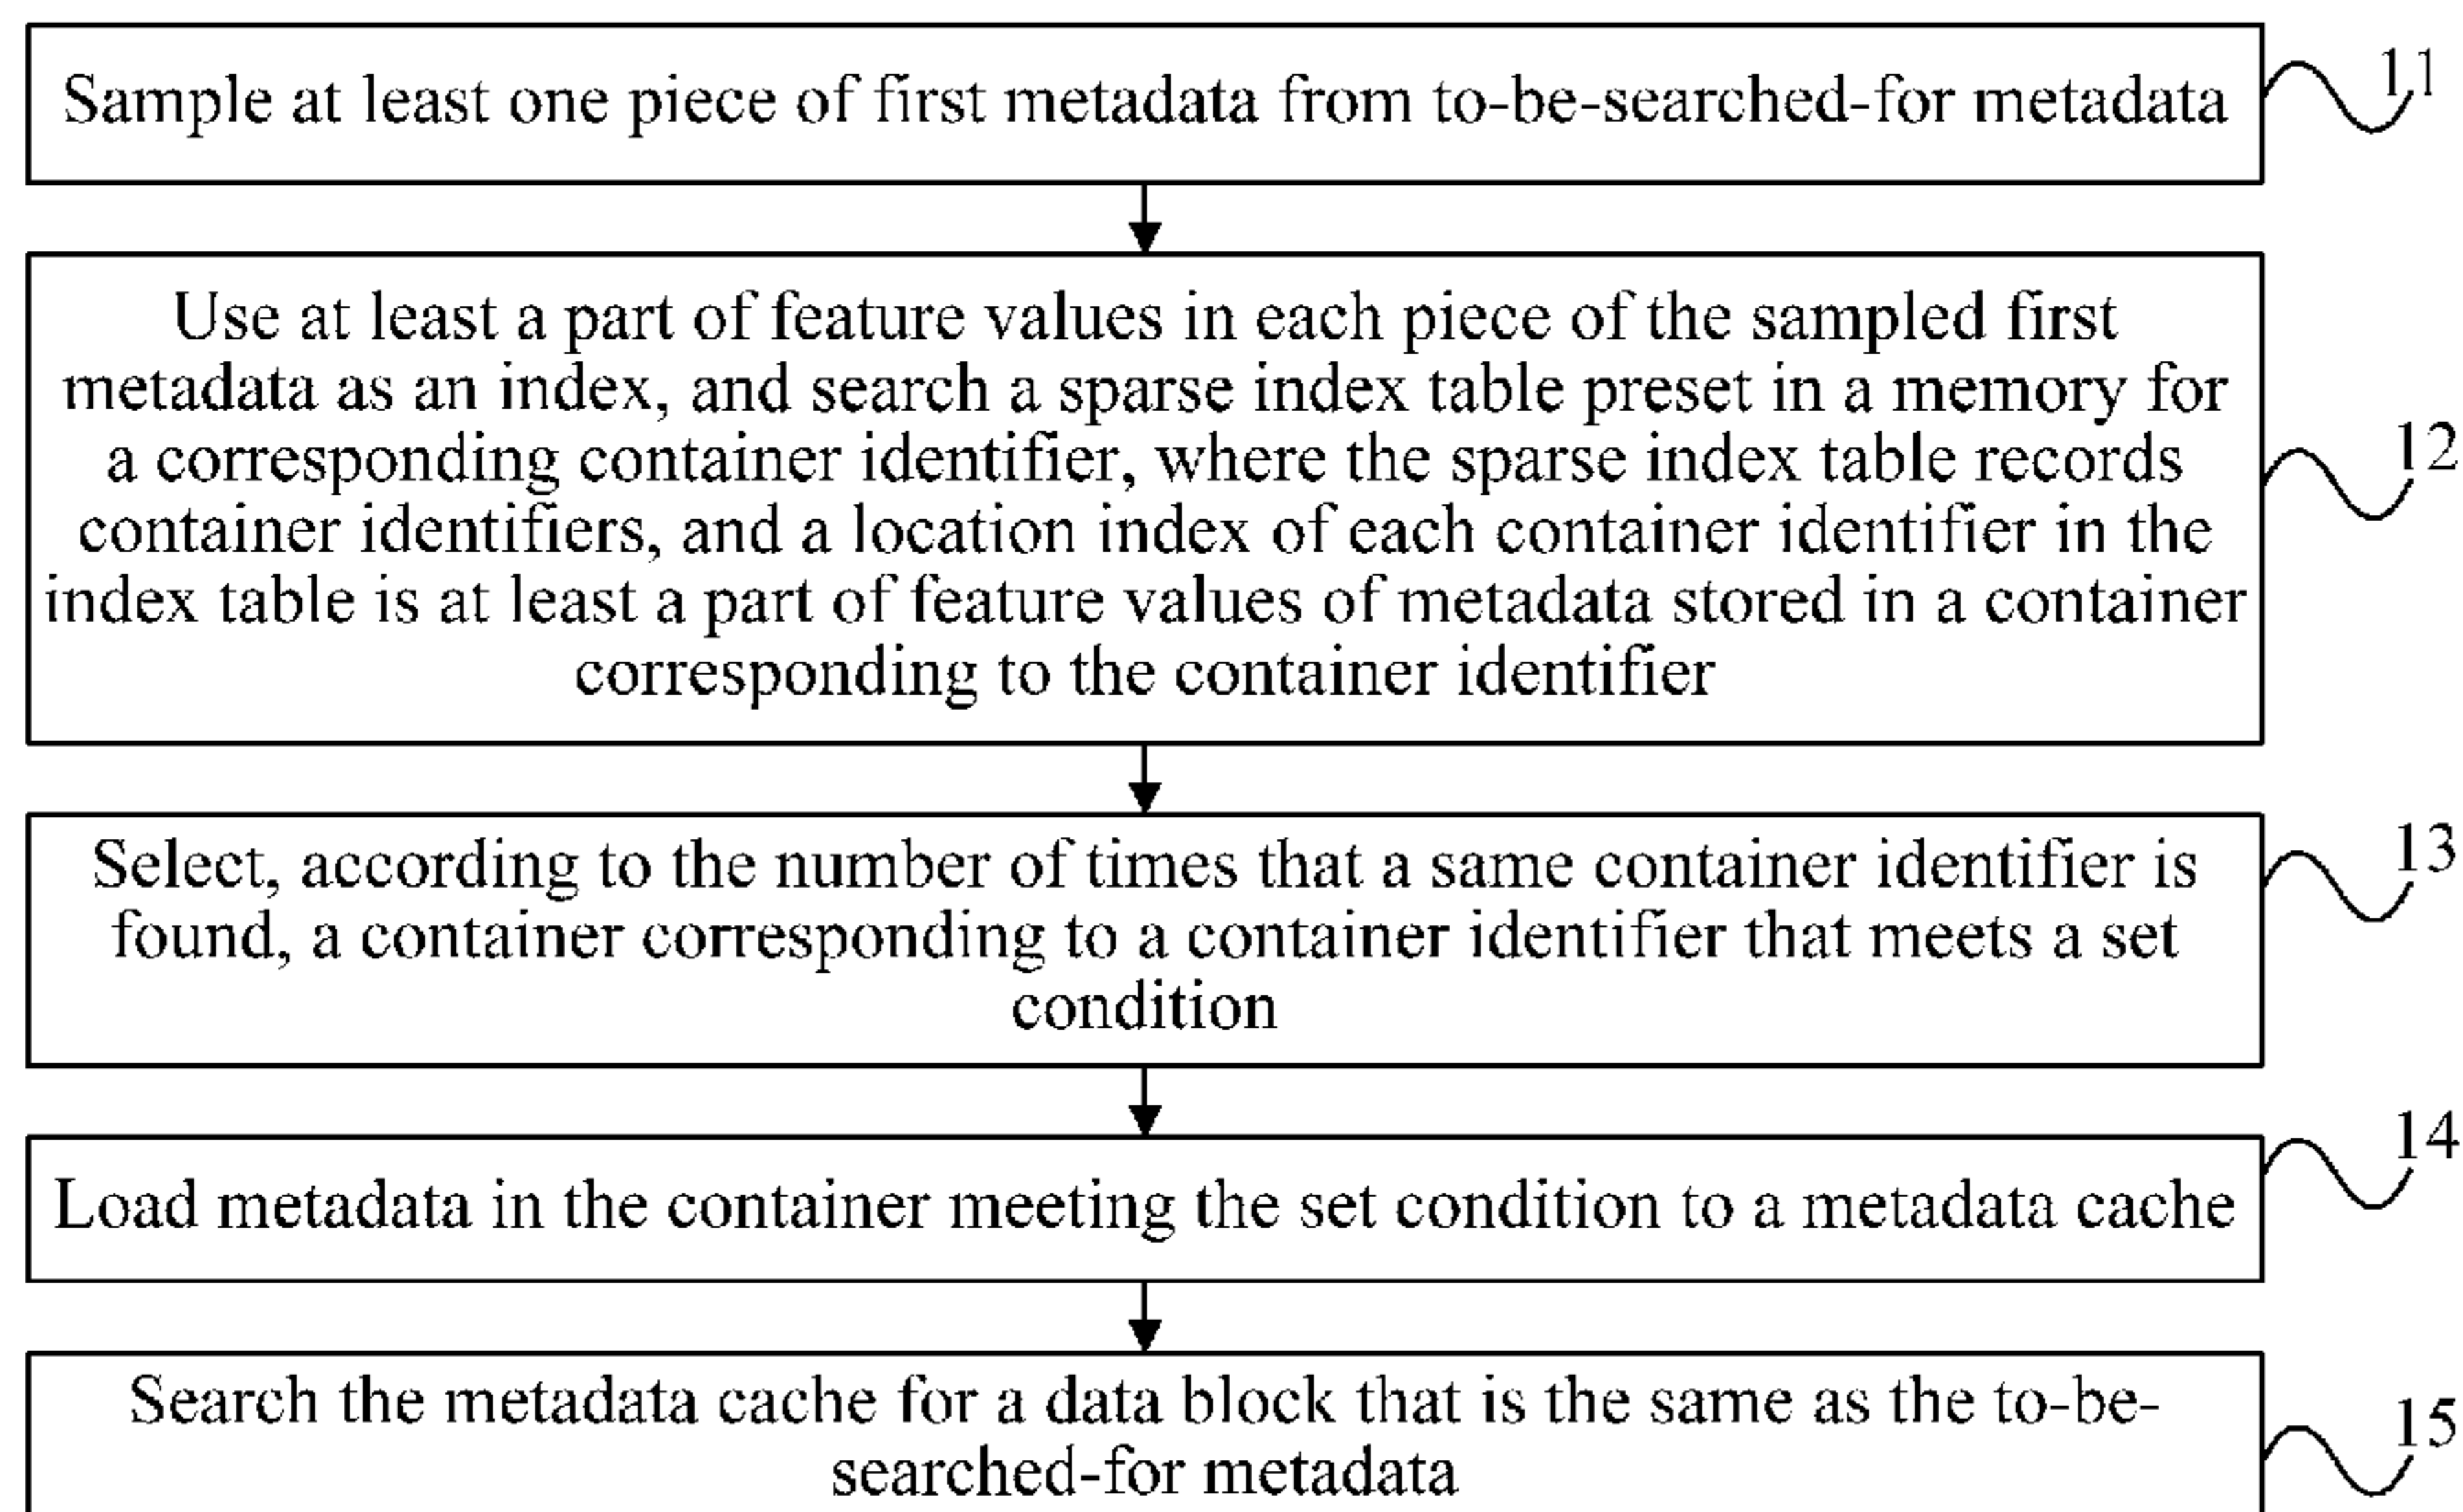 Sample at least one piece of first metadata from to-be-searched-for metadata
11
Use at least a part of feature values in each piece of the sampled first
metadata as an index, and search a sparse index table preset in a memory for
a corresponding container identifier, where the sparse index table records
container identifiers, and a location index of each container identifier in the
index table is at least a part of feature values of metadata stored in a container
corresponding to the container identifier
12
Select, according to the number of times that a same container identifier is
found, a container corresponding to a container identifier that meets a set
condition
13
Load metadata in the container meeting the set condition to a metadata cache
14
Search the metadata cache for a data block that is the same as the to-be-
searched-for metadata
15